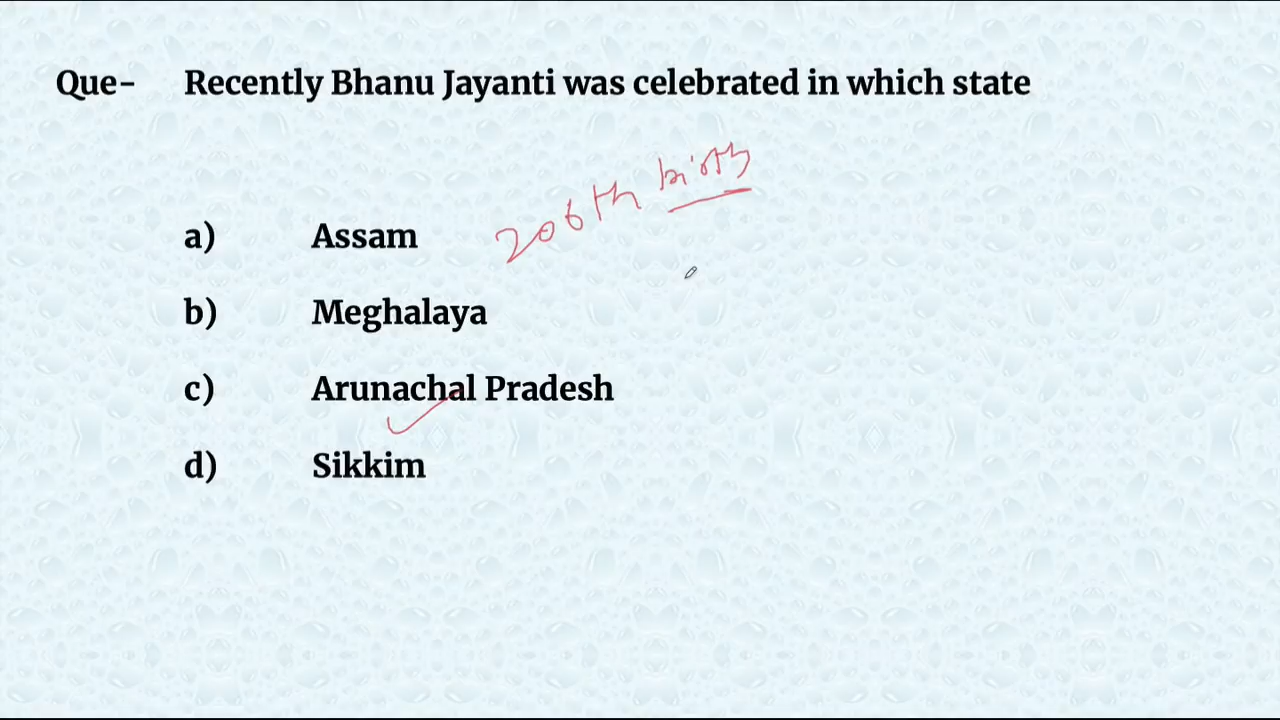 Que- Recently Bhanu Jayanti was celebrated in which state
206th birth
a) Assam
b) Meghalaya
c) Arunachal Pradesh
d) Sikkim